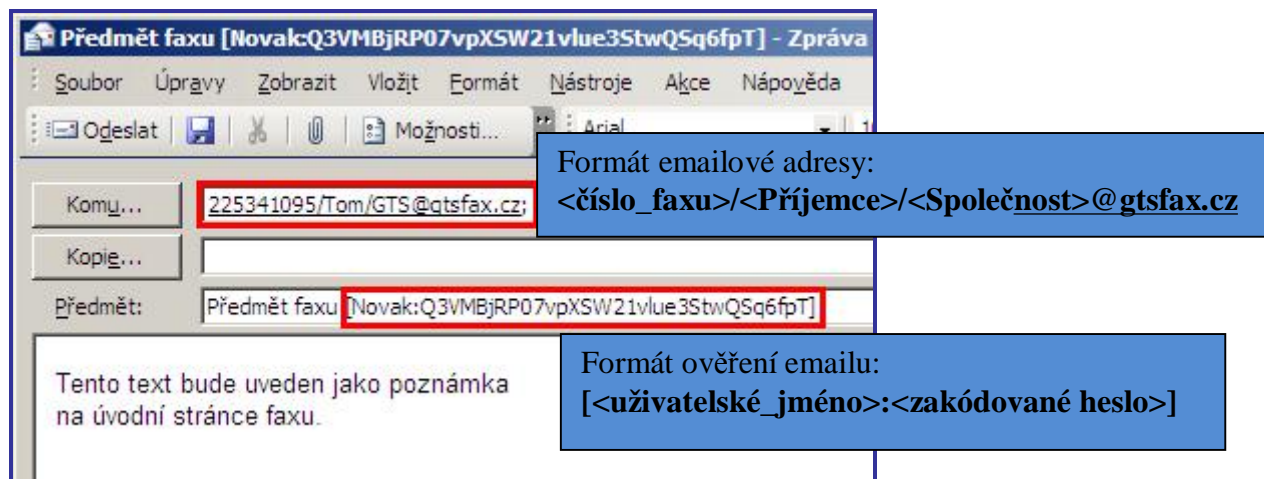 Předmět faxu [Novak:Q3VMBjRP07vpXSW21vlue3StwQSq6fpT] - Zpráva
Soubor Úpravy Zobrazit Vložit Formát Nástroje Akce Nápověda
Odeslat Možnosti... Arial
Formát emailové adresy:
<číslo_faxu>/<Příjemce>/<Společnost>@gtsfax.cz
Komu... 225341095/Tom/GTS@gtsfax.cz;
Kopie...
Předmět: Předmět faxu [Novak:Q3VMBjRP07vpXSW21vlue3StwQSq6fpT]
Formát ověření emailu:
[<uživatelské_jméno>:<zakódované heslo>]
Tento text bude uveden jako poznámka
na úvodní stránce faxu.